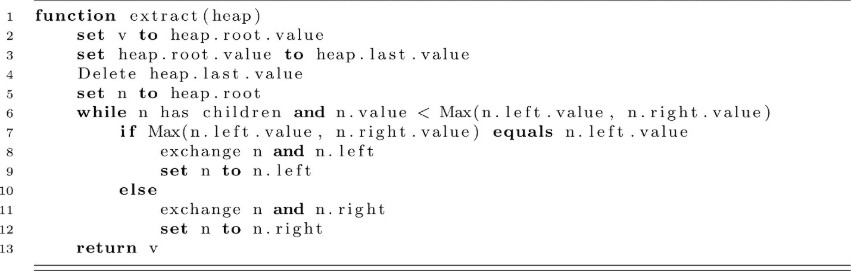 1 function extract(heap)
2 set v to heap.root.value
3 set heap.root.value to heap.last.value
4 Delete heap.last.value
5 set n to heap.root
6 while n has children and n.value < Max(n.left.value, n.right.value)
7 if Max(n.left.value, n.right.value) equals n.left.value
8 exchange n and n.left
9 set n to n.left
10 else
11 exchange n and n.right
12 set n to n.right
13 return v